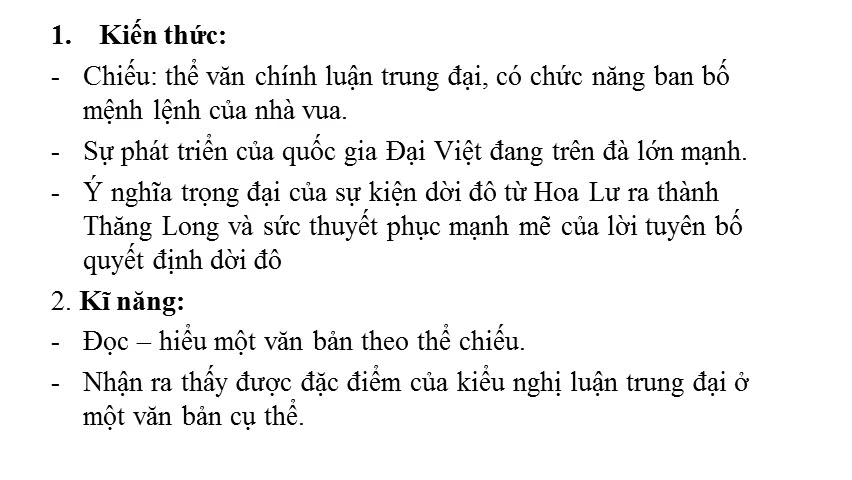 1. Kiến thức:
- Chiếu: thể văn chính luận trung đại, có chức năng ban bố
mệnh lệnh của nhà vua.
- Sự phát triển của quốc gia Đại Việt đang trên đà lớn mạnh.
- Ý nghĩa trọng đại của sự kiện dời đô từ Hoa Lư ra thành
Thăng Long và sức thuyết phục mạnh mẽ của lời tuyên bố
quyết định dời đô
2. Kĩ năng:
- Đọc – hiểu một văn bản theo thể chiếu.
- Nhận ra thấy được đặc điểm của kiểu nghị luận trung đại ở
một văn bản cụ thể.